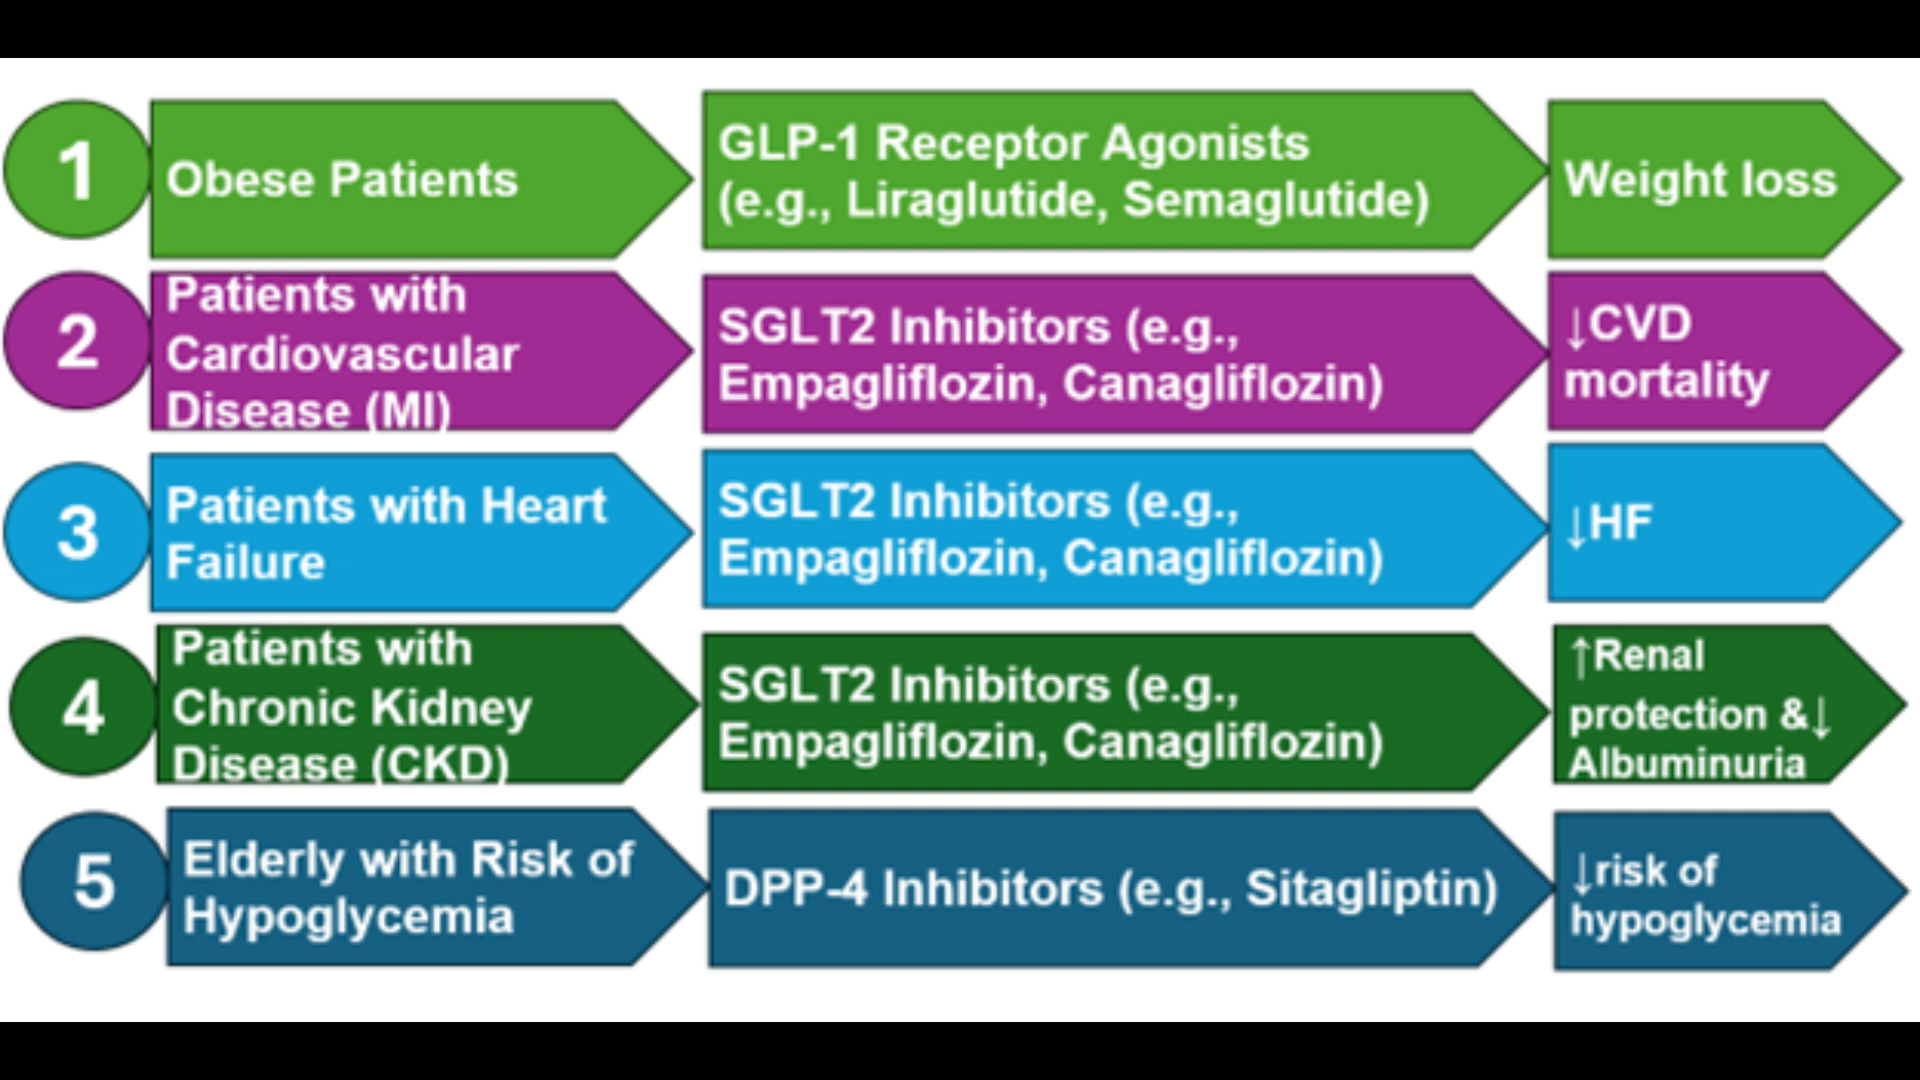 1
Obese Patients
GLP-1 Receptor Agonists
(e.g., Liraglutide, Semaglutide)
Weight loss
2
Patients with
Cardiovascular
Disease (MI)
SGLT2 Inhibitors (e.g.,
Empagliflozin, Canagliflozin)
↓CVD
mortality
3
Patients with Heart
Failure
SGLT2 Inhibitors (e.g.,
Empagliflozin, Canagliflozin)
↓HF
4
Patients with
Chronic Kidney
Disease (CKD)
SGLT2 Inhibitors (e.g.,
Empagliflozin, Canagliflozin)
↑Renal
protection &↓
Albuminuria
5
Elderly with Risk of
Hypoglycemia
DPP-4 Inhibitors (e.g., Sitagliptin)
↓risk of
hypoglycemia